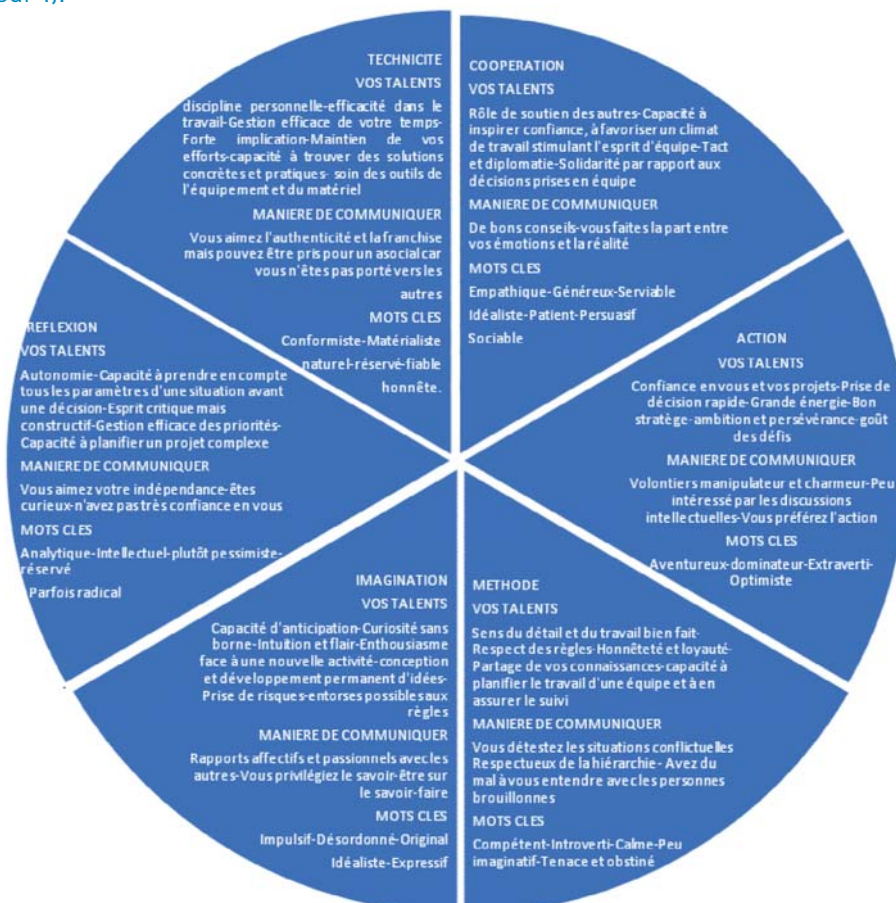 TECHNICITE
VOS TALENTS
discipline personnelle-efficacité dans le
travail-Gestion efficace de votre temps-
Forte implication-Maintien de vos
efforts-capacité à trouver des solutions
concrètes et pratiques- soin des outils de
l'équipement et du matériel
MANIERE DE COMMUNIQUER
Vous aimez l'authenticité et la franchise
mais pouvez être pris pour un asocial car
vous n'êtes pas porté vers les
autres
MOTS CLES
Conformiste-Matérialiste
naturel-réservé-fiable
honnête.
COOPERATION
VOS TALENTS
Rôle de soutien des autres-Capacité à
inspirer confiance, à favoriser un climat
de travail stimulant l'esprit d'équipe-Tact
et diplomatie-Solidarité par rapport aux
décisions prises en équipe
MANIERE DE COMMUNIQUER
De bons conseils-vous faites la part entre
vos émotions et la réalité
MOTS CLES
Empathique-Généreux-Serviable
Idéaliste-Patient-Persuasif
Sociable
ACTION
VOS TALENTS
Confiance en vous et vos projets-Prise de
décision rapide-Grande énergie-Bon
stratège-ambition et persévérance-goût
des défis
MANIERE DE COMMUNIQUER
Volontiers manipulateur et charmeur-Peu
intéressé par les discussions
intellectuelles-Vous préférez l'action
MOTS CLES
Aventureux-dominateur-Extraverti-
Optimiste
METHODE
VOS TALENTS
Sens du détail et du travail bien fait-
Respect des règles-Honnêteté et loyauté-
Partage de vos connaissances-capacité à
planifier le travail d'une équipe et à en
assurer le suivi
MANIERE DE COMMUNIQUER
Vous détestez les situations conflictuelles
Respectueux de la hiérarchie- Avez du
mal à vous entendre avec les personnes
brouillonnes
MOTS CLES
Compétent-Introverti-Calme-Peu
imaginatif-Tenace et obstiné
IMAGINATION
VOS TALENTS
Capacité d'anticipation-Curiosité sans
borne-Intuition et flair-Enthousiasme
face à une nouvelle activité-conception
et développement permanent d'idées-
Prise de risques-entorses possibles aux
règles
MANIERE DE COMMUNIQUER
Rapports affectifs et passionnels avec les
autres-Vous privilégiez le savoir-être sur
le savoir-faire
MOTS CLES
Impulsif-Désordonné-Original
Idéaliste-Expressif
REFLEXION
VOS TALENTS
Autonomie-Capacité à prendre en compte
tous les paramètres d'une situation avant
une décision-Esprit critique mais
constructif-Gestion efficace des priorités-
Capacité à planifier un projet complexe
MANIERE DE COMMUNIQUER
Vous aimez votre indépendance-êtes
curieux-n'avez pas très confiance en vous
MOTS CLES
Analytique-Intellectuel-plutôt pessimiste-
réservé
Parfois radical